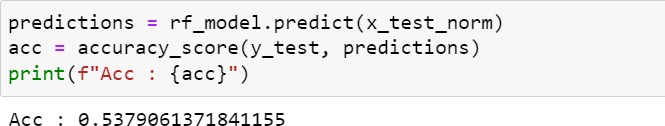 predictions = rf_model.predict(x_test_norm)
acc = accuracy_score(y_test, predictions)
print(f"Acc : {acc}")
Acc : 0.5379061371841155